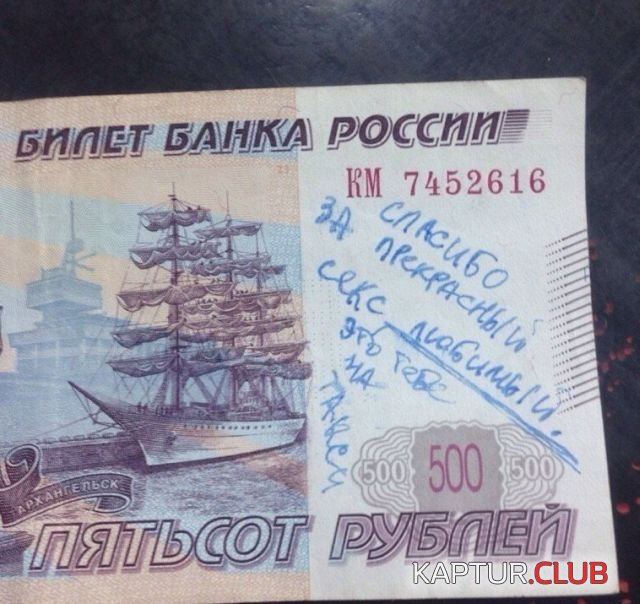 БИЛЕТ БАНКА РОССИИ
КМ 7452616
СПАСИБО
ЗА ПРЕКРАСНЫЙ
СЕКС ЛЮБИМЫЙ.
ЭТО ТЕБЕ
НА
ТАКСИ
500 500 500
АРХАНГЕЛЬСК
ПЯТЬСОТ РУБЛЕЙ
KAPTUR.CLUB